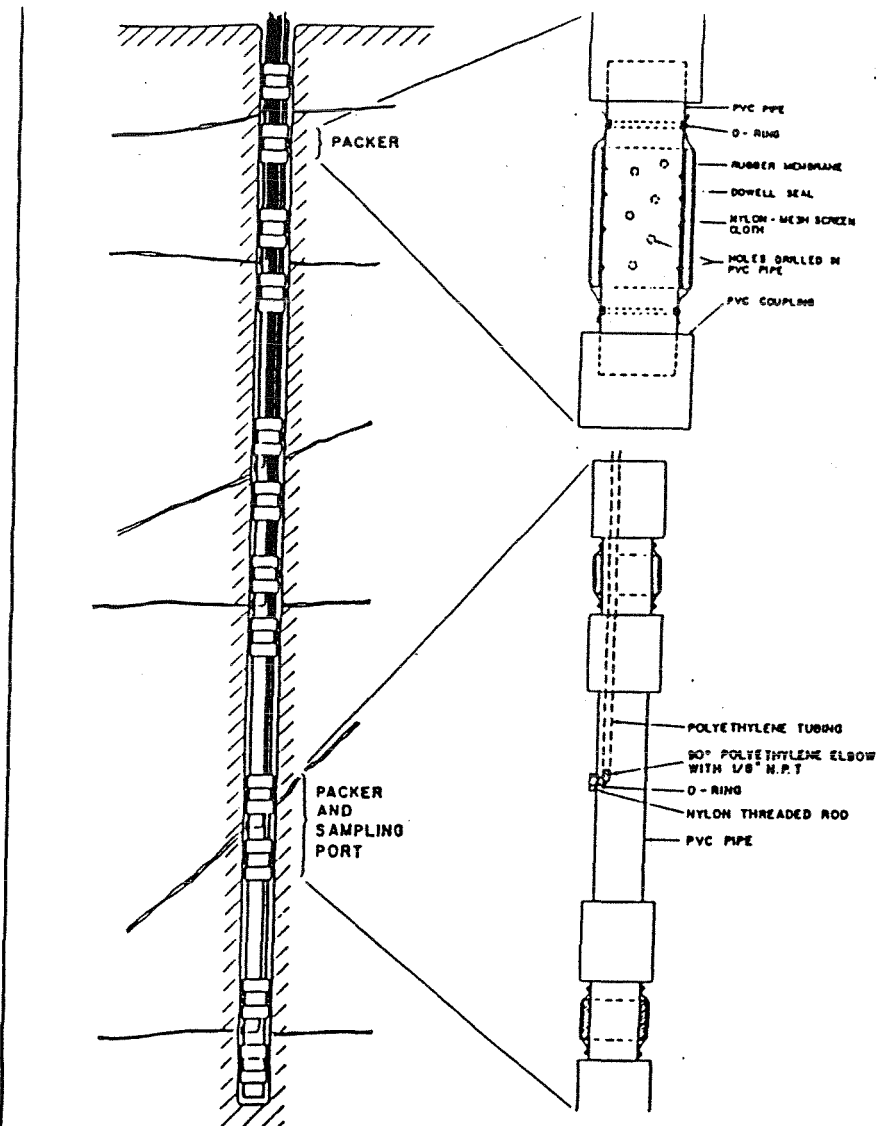 PACKER
PVC PIPE
O-RING
RUBBER MEMBRANE
DOWELL SEAL
NYLON-MESH SCREEN
CLOTH
HOLES DRILLED IN
PVC PIPE
PVC COUPLING
PACKER
AND
SAMPLING
PORT
POLYETHYLENE TUBING
90° POLYETHYLENE ELBOW
WITH 1/8" N.P.T
O-RING
NYLON THREADED ROD
PVC PIPE